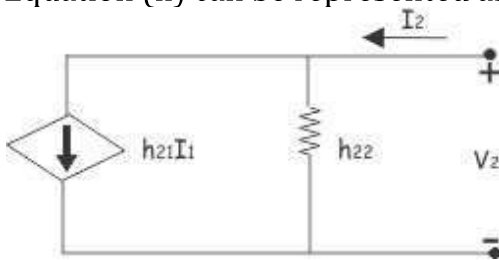 Equation (ii) can be represented as
I2
+
h21I1
h22
V2
-